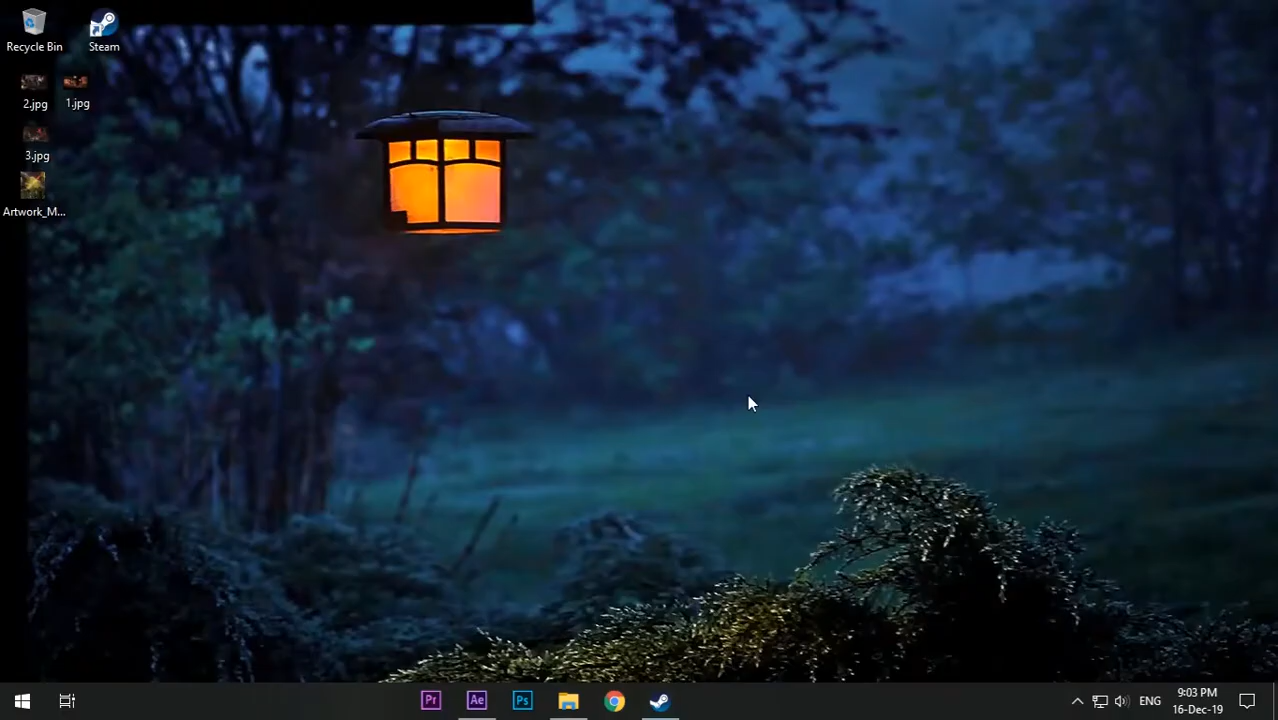 Recycle Bin
Steam
2.jpg
1.jpg
3.jpg
Artwork_M...
Pr
Ae
Ps
ENG
9:03 PM
16-Dec-19